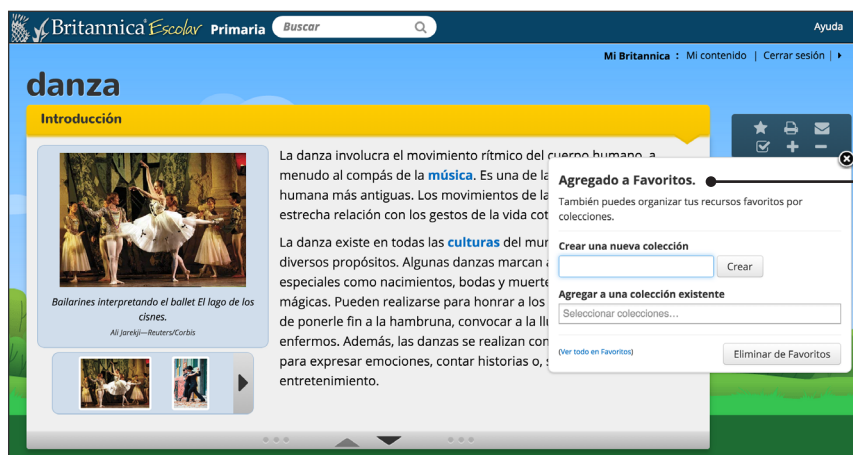 Britannica Escolar Primaria
Buscar
Ayuda
Mi Britannica : Mi contenido | Cerrar sesión |
danza
Introducción
La danza involucra el movimiento rítmico del cuerpo humano, a
menudo al compás de la música. Es una de la
humana más antiguas. Los movimientos de la
estrecha relación con los gestos de la vida cot
La danza existe en todas las culturas del mun
diversos propósitos. Algunas danzas marcan
especiales como nacimientos, bodas y muerte
mágicas. Pueden realizarse para honrar a los
de ponerle fin a la hambruna, convocar a la llu
enfermos. Además, las danzas se realizan con
para expresar emociones, contar historias o,
entretenimiento.
Bailarines interpretando el ballet El lago de los
cisnes.
Ali Jarekji—Reuters/Corbis
Agregado a Favoritos.
También puedes organizar tus recursos favoritos por
colecciones.
Crear una nueva colección
Crear
Agregar a una colección existente
Seleccionar colecciones...
(Ver todo en Favoritos)
Eliminar de Favoritos